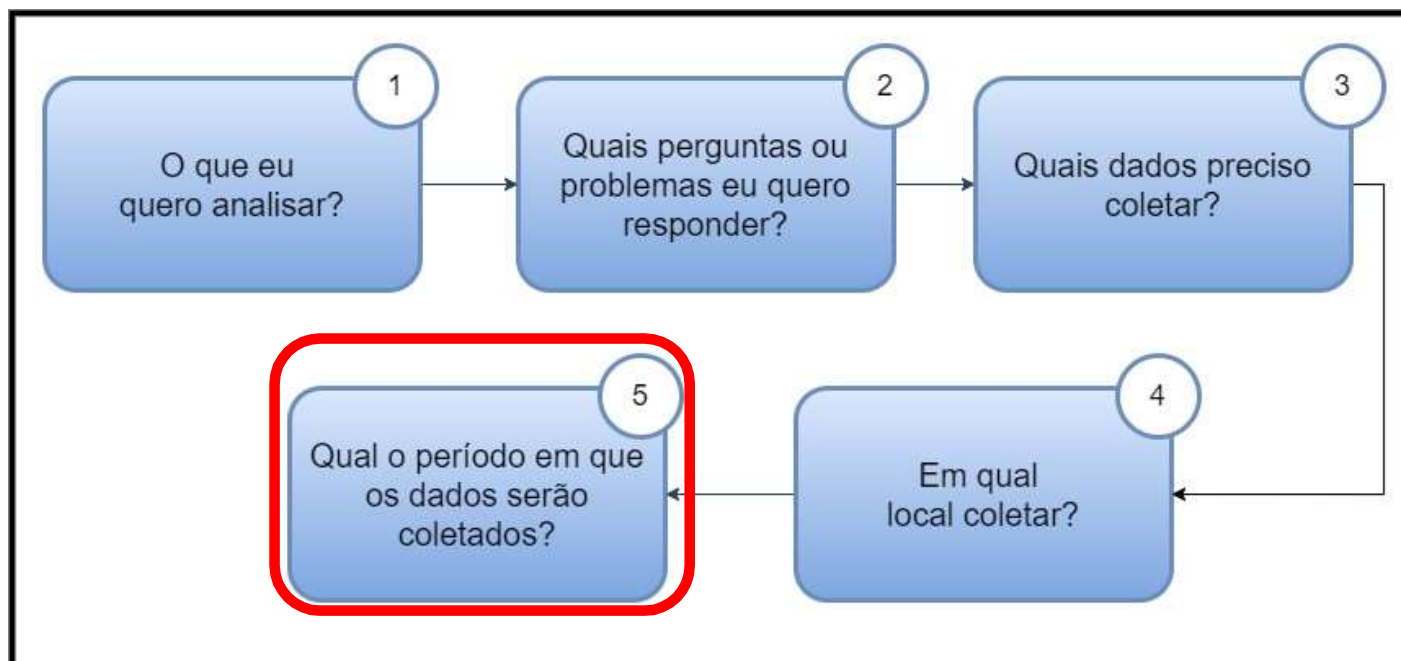 1
O que eu
quero analisar?
2
Quais perguntas ou
problemas eu quero
responder?
3
Quais dados preciso
coletar?
4
Em qual
local coletar?
5
Qual o período em que
os dados serão
coletados?